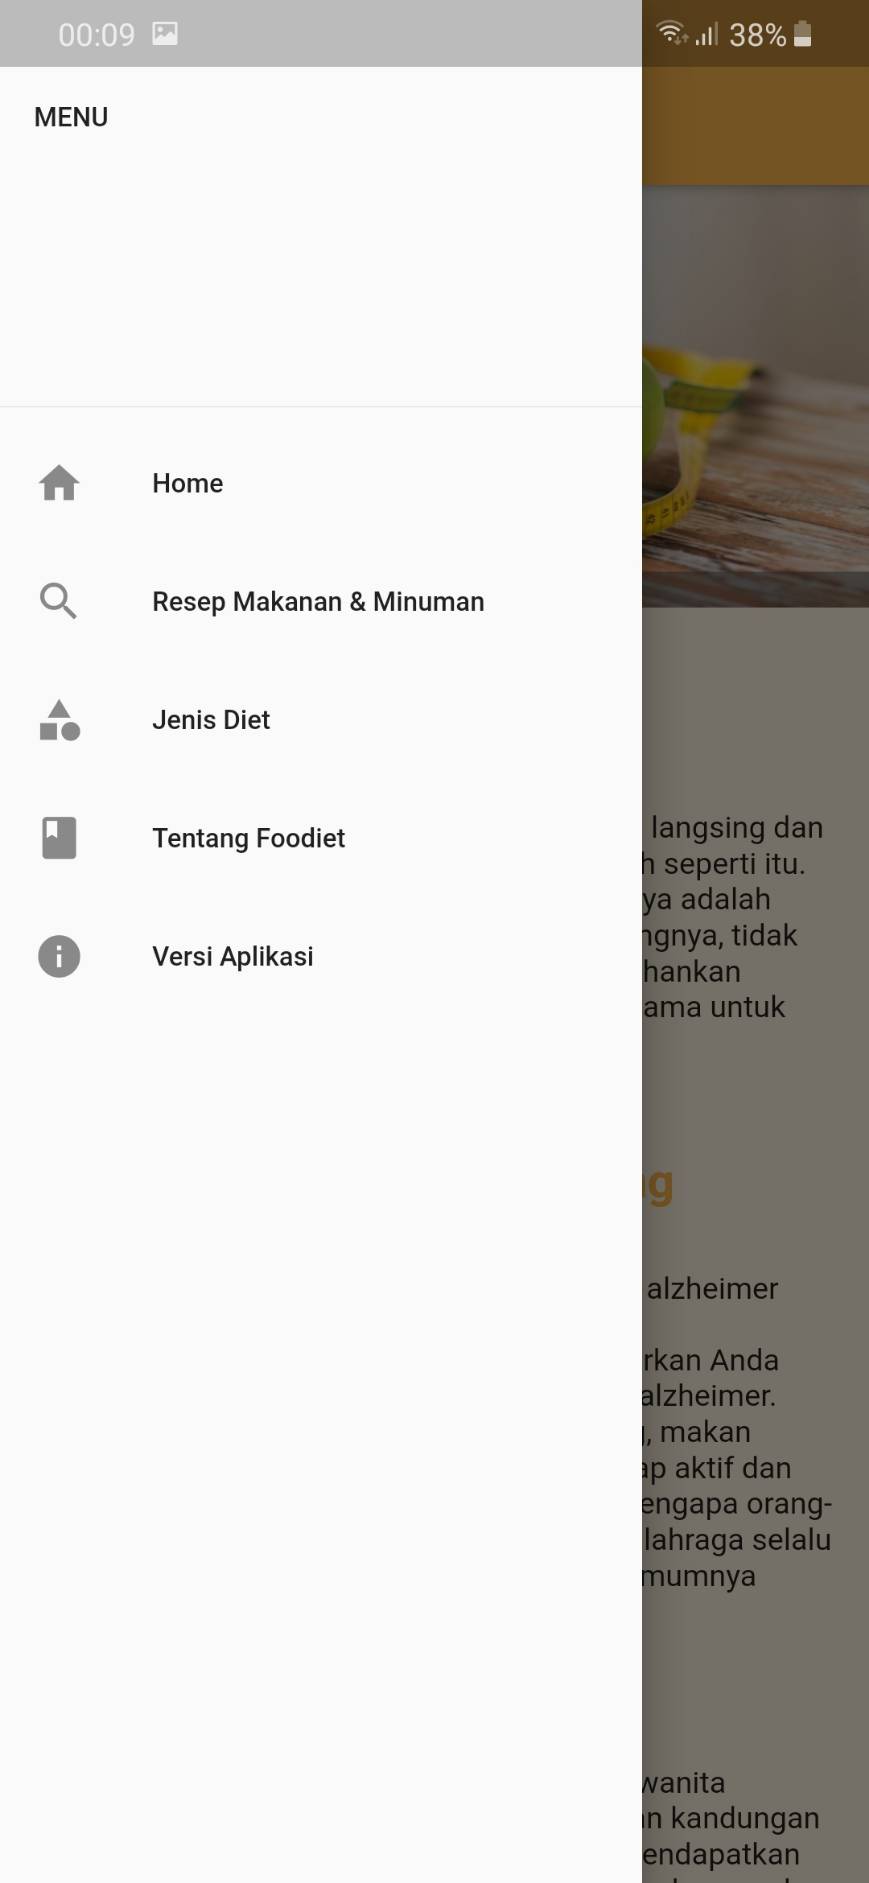 00:09
38%
MENU
Home
Resep Makanan & Minuman
Jenis Diet
Tentang Foodiet
Versi Aplikasi
langsing dan
h seperti itu.
ya adalah
ngnya, tidak
hankan
ama untuk
g
alzheimer
rkan Anda
alzheimer.
, makan
ap aktif dan
engapa orang-
lahraga selalu
mumnya
wanita
n kandungan
endapatkan